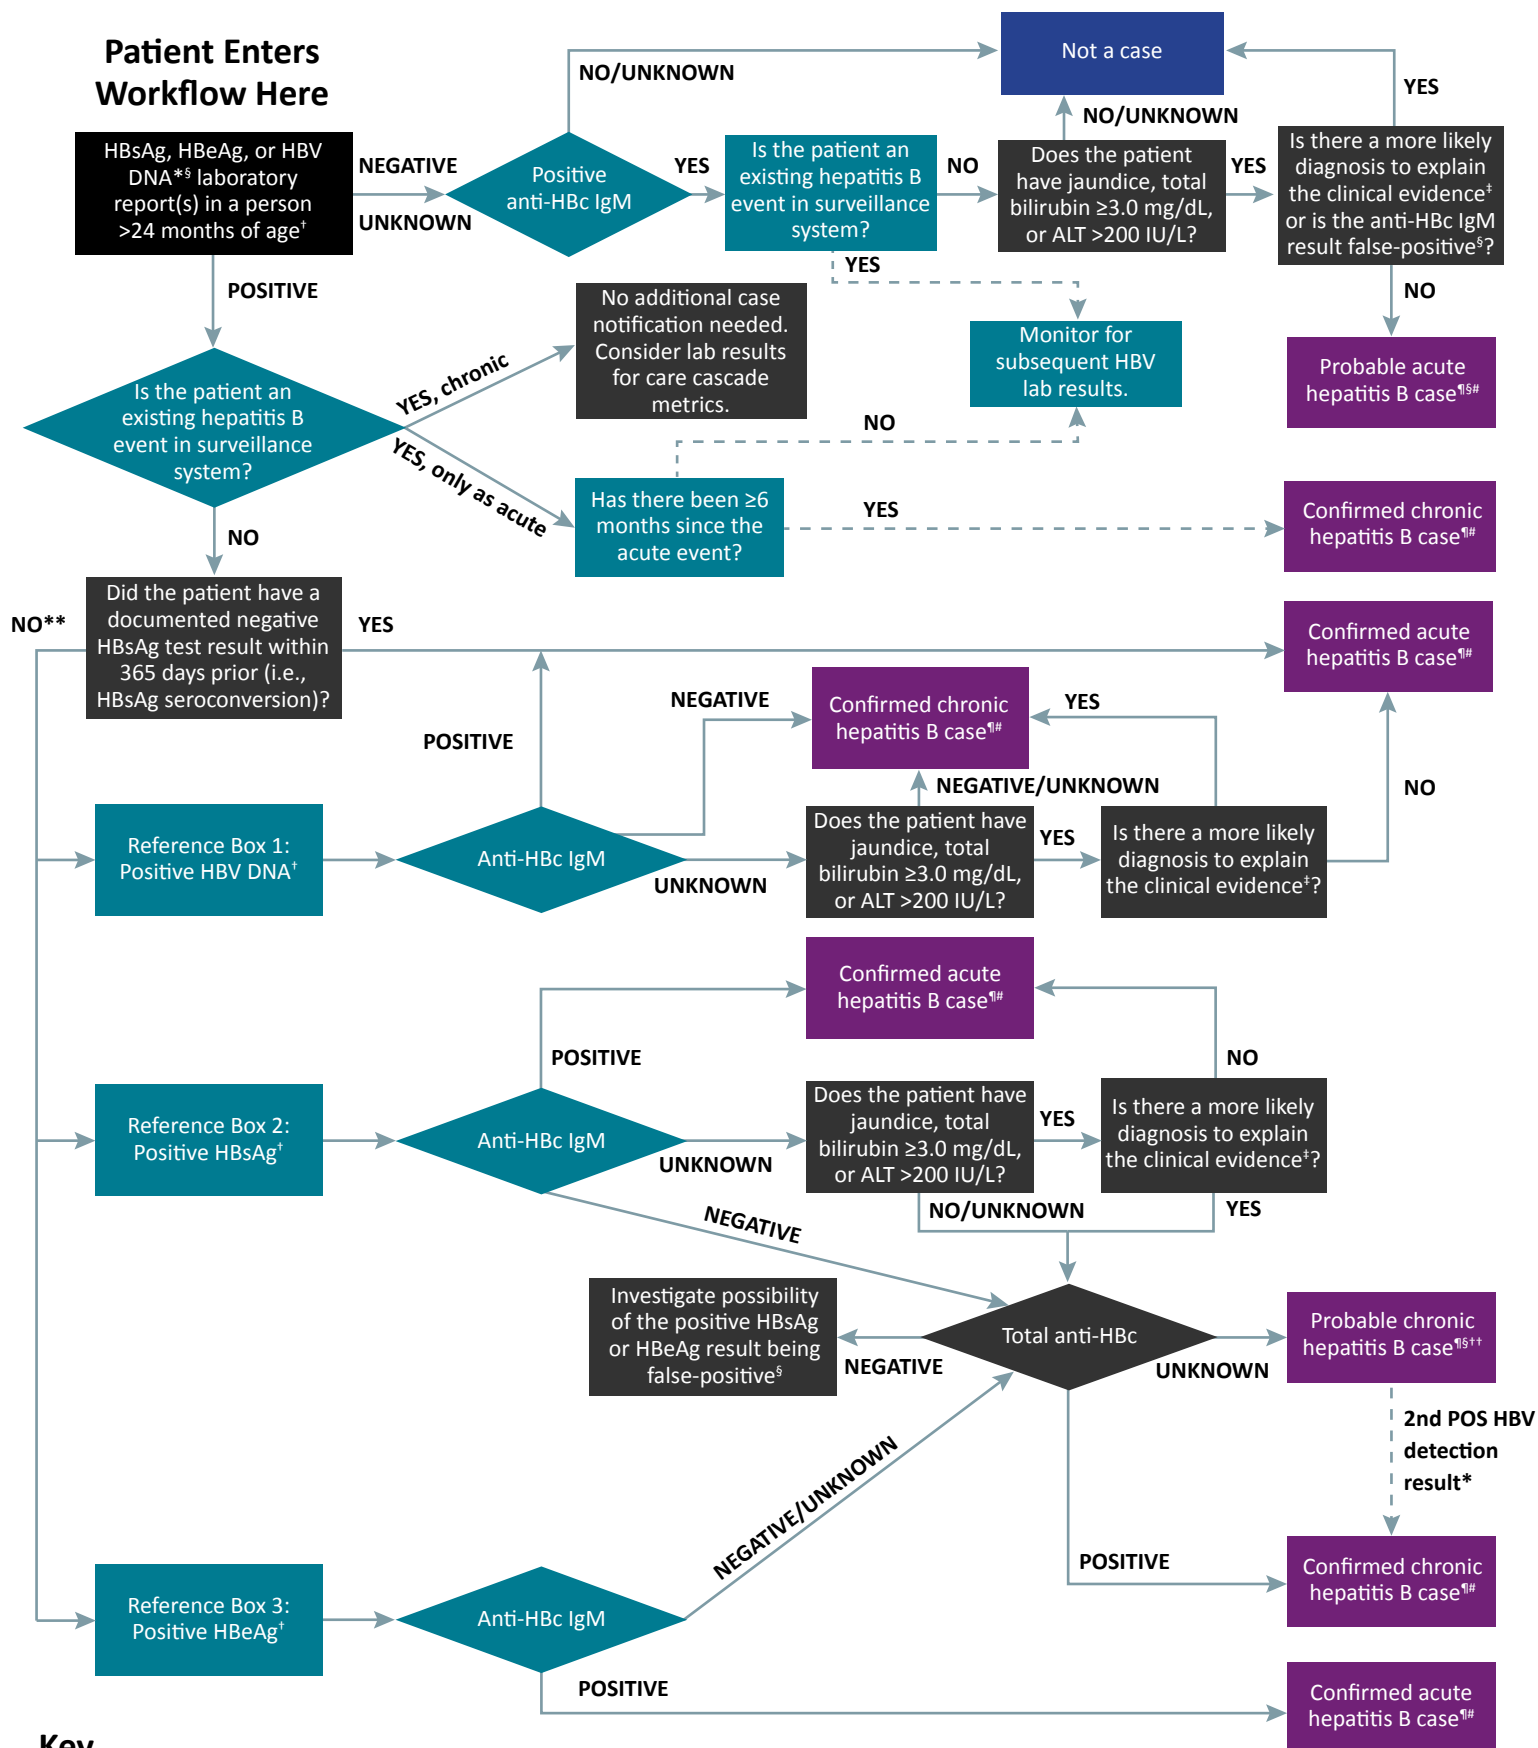 Patient Enters
Workflow Here
HBsAg, HBeAg, or HBV
DNA*§ laboratory
report(s) in a person
>24 months of age†
NEGATIVE
UNKNOWN
POSITIVE
Positive
anti-HBc IgM
NO/UNKNOWN
YES
Is the patient an
existing hepatitis B
event in surveillance
system?
NO
YES
Not a case
NO/UNKNOWN
Does the patient
have jaundice, total
bilirubin ≥3.0 mg/dL,
or ALT >200 IU/L?
YES
YES
Is there a more likely
diagnosis to explain
the clinical evidence‡
or is the anti-HBc IgM
result false-positive§?
NO
Probable acute
hepatitis B case¶§#
Monitor for
subsequent HBV
lab results.
No additional case
notification needed.
Consider lab results
for care cascade
metrics.
Is the patient an
existing hepatitis B
event in surveillance
system?
YES, chronic
YES, only as acute
NO
NO
Has there been ≥6
months since the
acute event?
YES
Confirmed chronic
hepatitis B case¶#
Did the patient have a
documented negative
HBsAg test result within
365 days prior (i.e.,
HBsAg seroconversion)?
NO**
YES
Confirmed acute
hepatitis B case¶#
POSITIVE
NEGATIVE
Confirmed chronic
hepatitis B case¶#
YES
NEGATIVE/UNKNOWN
NO
Reference Box 1:
Positive HBV DNA†
Anti-HBc IgM
UNKNOWN
Does the patient have
jaundice, total
bilirubin ≥3.0 mg/dL,
or ALT >200 IU/L?
YES
Is there a more likely
diagnosis to explain
the clinical evidence‡?
Confirmed acute
hepatitis B case¶#
POSITIVE
NO
Reference Box 2:
Positive HBsAg†
Anti-HBc IgM
UNKNOWN
Does the patient have
jaundice, total
bilirubin ≥3.0 mg/dL,
or ALT >200 IU/L?
YES
Is there a more likely
diagnosis to explain
the clinical evidence‡?
NEGATIVE
NO/UNKNOWN
YES
Investigate possibility
of the positive HBsAg
or HBeAg result being
false-positive§
NEGATIVE
Total anti-HBc
UNKNOWN
Probable chronic
hepatitis B case¶§††
2nd POS HBV
detection
result*
NEGATIVE/UNKNOWN
POSITIVE
Confirmed chronic
hepatitis B case¶#
Reference Box 3:
Positive HBeAg†
Anti-HBc IgM
POSITIVE
Confirmed acute
hepatitis B case¶#
Key